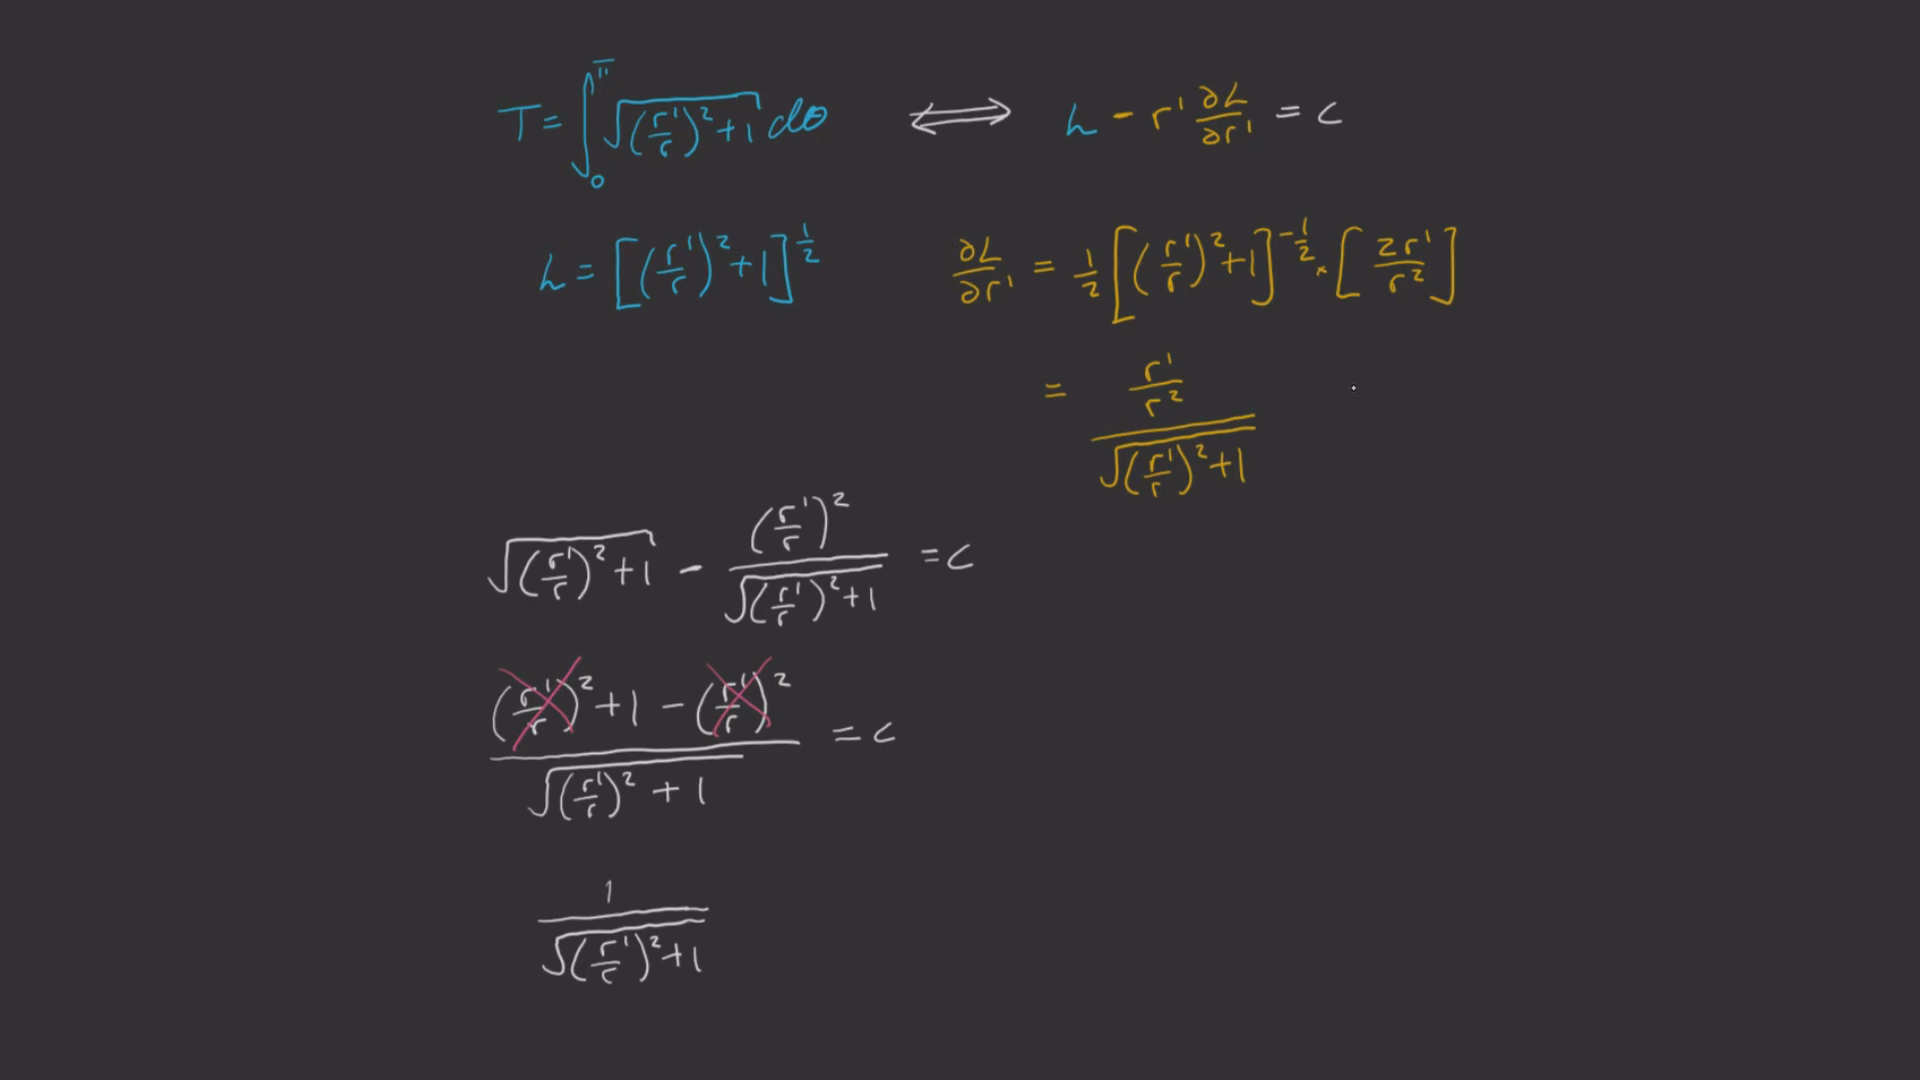 T = ∫₀^π √((r'/r)² + 1) dθ ⟺ L - r' ∂L/∂r' = c
L = [(r'/r)² + 1]^(1/2) ∂L/∂r' = 1/2 [(r'/r)² + 1]^(-1/2) × [2r'/r²]
= (r'/r²) / √((r'/r)² + 1)
√((r'/r)² + 1) - (r'/r)² / √((r'/r)² + 1) = c
((r'/r)² + 1 - (r'/r)²) / √((r'/r)² + 1) = c
1 / √((r'/r)² + 1)